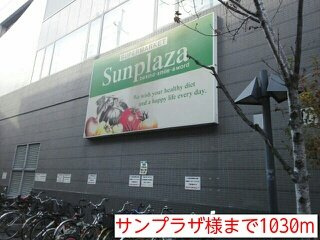 SUPERMARKET
Sunplaza
We wish your healthy diet
and a happy life every day.
サンプラザ様まで1030m